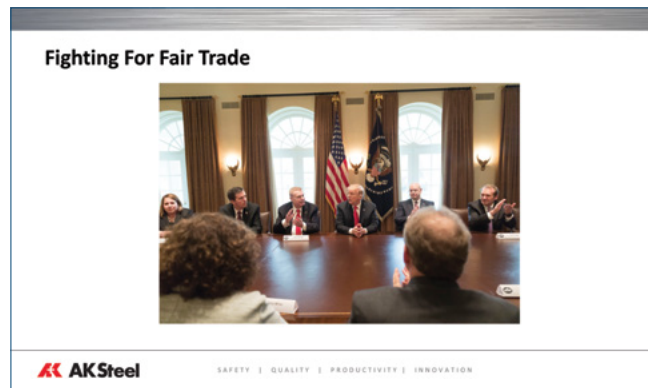 Fighting For Fair Trade
AK Steel
SAFETY | QUALITY | PRODUCTIVITY | INNOVATION